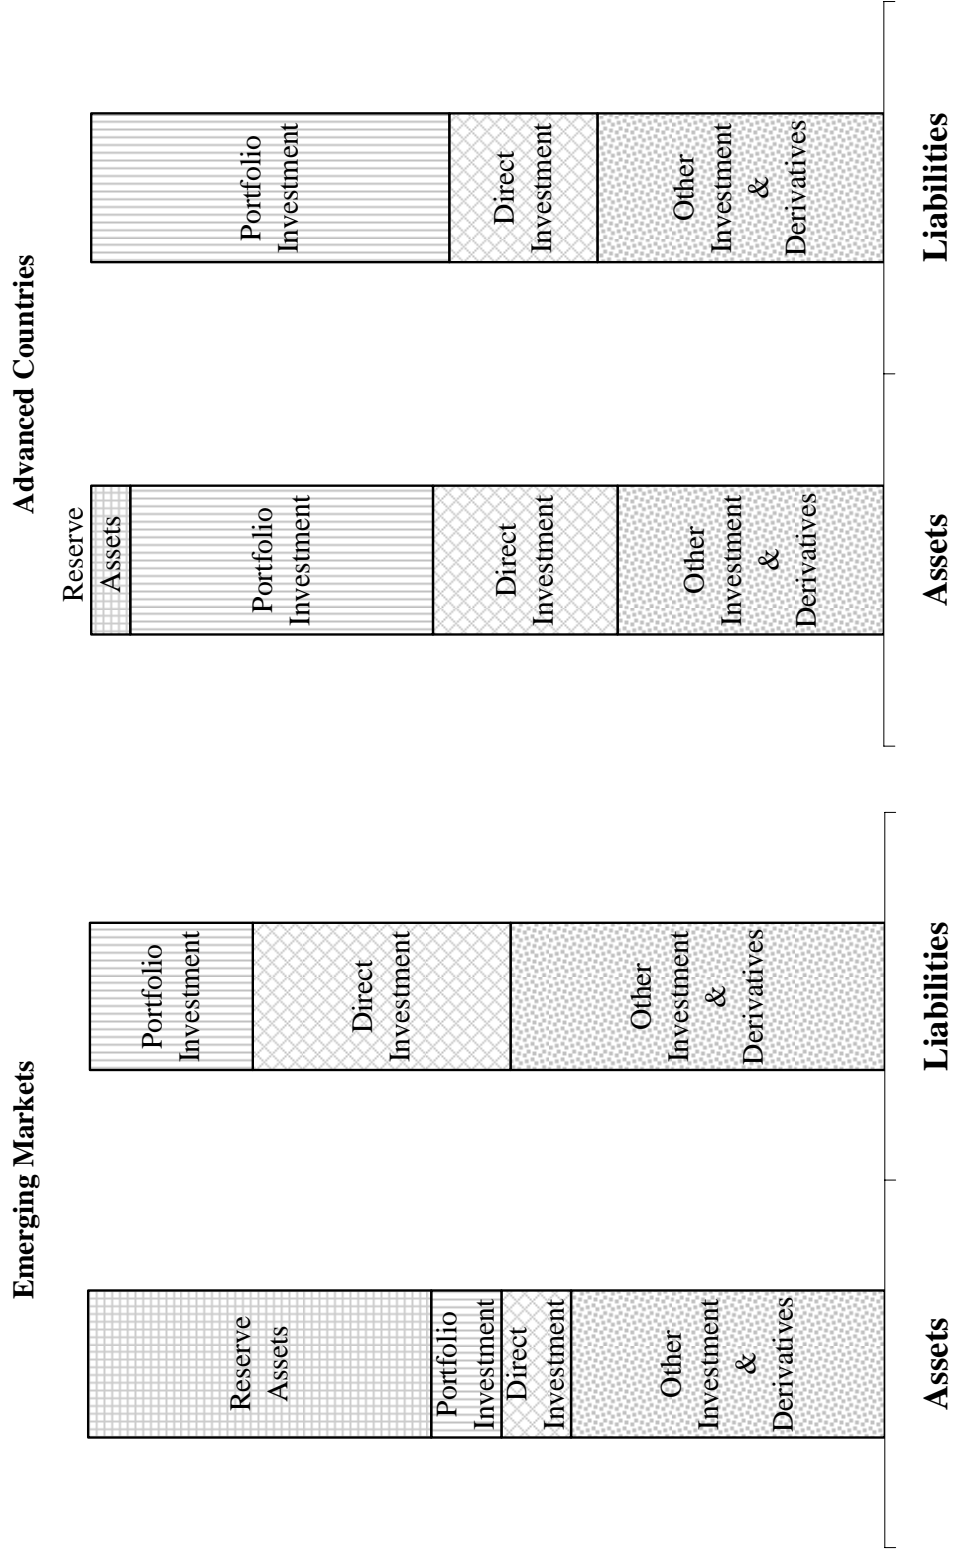 Emerging Markets
Reserve
Assets
Portfolio
Investment
Direct
Investment
Other
Investment
&
Derivatives
Assets
Portfolio
Investment
Direct
Investment
Other
Investment
&
Derivatives
Liabilities
Advanced Countries
Reserve
Assets
Portfolio
Investment
Direct
Investment
Other
Investment
&
Derivatives
Assets
Portfolio
Investment
Direct
Investment
Other
Investment
&
Derivatives
Liabilities